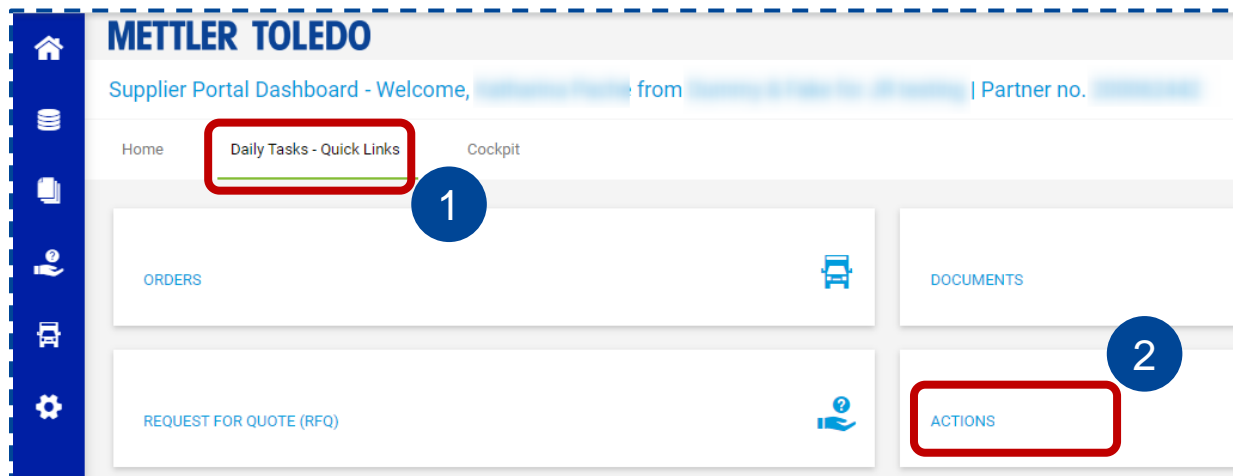 METTLER TOLEDO
Supplier Portal Dashboard - Welcome, from | Partner no.
Home Daily Tasks - Quick Links Cockpit
1
ORDERS DOCUMENTS
2
REQUEST FOR QUOTE (RFQ) ACTIONS